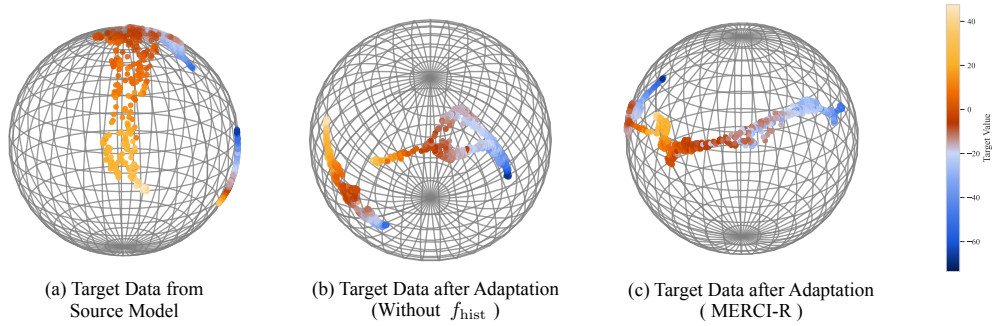 40
20
0
−20
−40
−60
Target Value
(a) Target Data from
Source Model
(b) Target Data after Adaptation
(Without f_hist )
(c) Target Data after Adaptation
( MERCI-R )